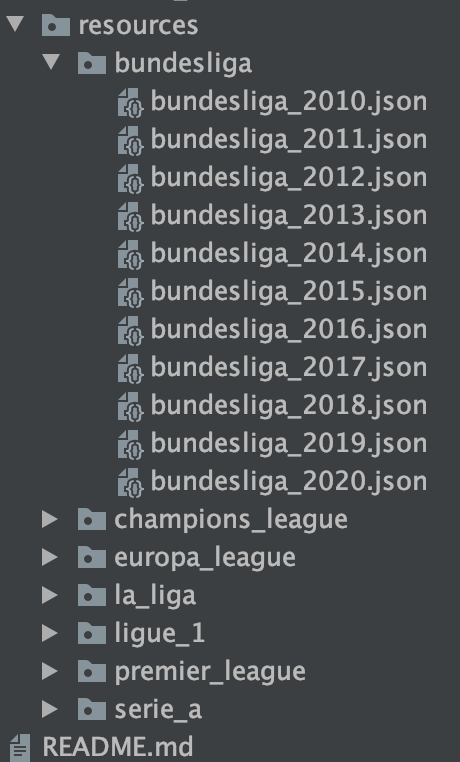 resources
bundesliga
bundesliga_2010.json
bundesliga_2011.json
bundesliga_2012.json
bundesliga_2013.json
bundesliga_2014.json
bundesliga_2015.json
bundesliga_2016.json
bundesliga_2017.json
bundesliga_2018.json
bundesliga_2019.json
bundesliga_2020.json
champions_league
europa_league
la_liga
ligue_1
premier_league
serie_a
README.md